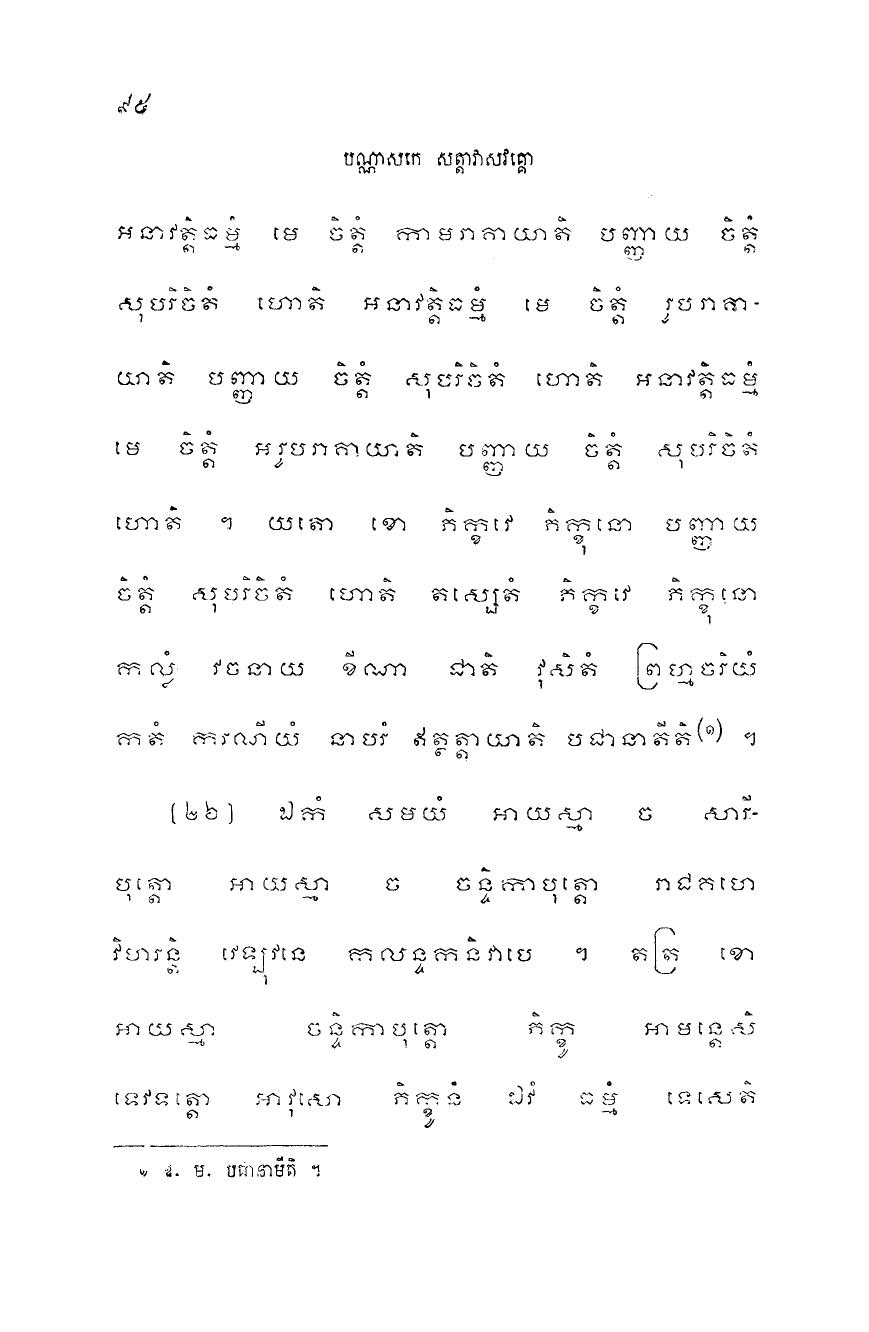 ៩៥
បណ្ណាសកេ សត្តាវាសវគ្គោ
អនាវត្តិធម្មំ មេ ចិត្តំ កាមរាគាយាតិ បញ្ញាយ ចិត្តំ
សុបរិចិតំ ហោតិ អនាវត្តិធម្មំ មេ ចិត្តំ រូបរាគា-
យាតិ បញ្ញាយ ចិត្តំ សុបរិចិតំ ហោតិ អនាវត្តិធម្មំ
មេ ចិត្តំ អរូបរាគាយាតិ បញ្ញាយ ចិត្តំ សុបរិចិតំ
ហោតិ ។ យតោ ខោ ភិក្ខវេ ភិក្ខុនោ បញ្ញាយ
ចិត្តំ សុបរិចិតំ ហោតិ តស្សេតំ ភិក្ខវេ ភិក្ខុនោ
កល្លំ វចនាយ ខីណា ជាតិ វុសិតំ ព្រហ្មចរិយំ
កតំ ករណីយំ នាបរំ ឥត្ថត្តាយាតិ បជានាតីតិ(១) ។
[២៦] ឯកំ សមយំ អាយស្មា ច សារី-
បុត្តោ អាយស្មា ច ចន្ទិកាបុត្តោ រាជគហេ
វិហរន្តិ វេឡុវនេ កលន្ទកនិវាបេ ។ តត្រ ខោ
អាយស្មា ចន្ទិកាបុត្តោ ភិក្ខូ អាមន្តេសិ
ទេវទត្តោ អាវុសោ ភិក្ខូនំ ឯវំ ធម្មំ ទេសេតិ
១ ឱ. ម. បជានាមីតិ ។